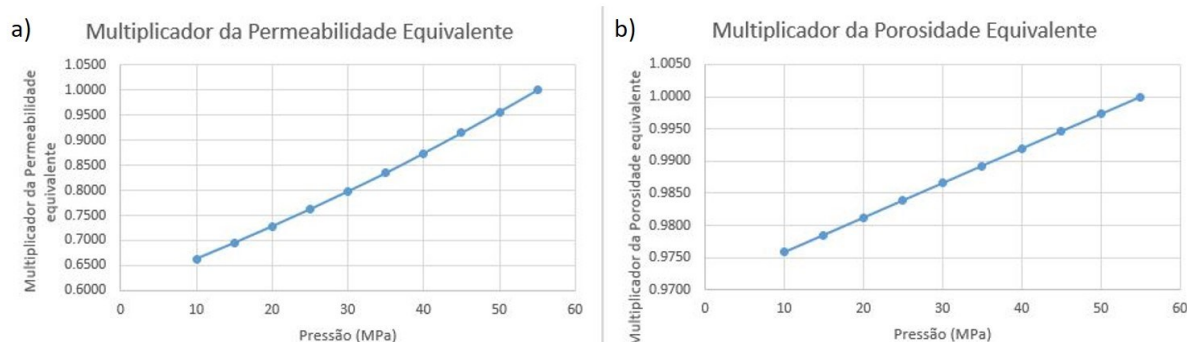 a)
Multiplicador da Permeabilidade Equivalente
Multiplicador da Permeabilidade
equivalente
1.0500
1.0000
0.9500
0.9000
0.8500
0.8000
0.7500
0.7000
0.6500
0.6000
0 10 20 30 40 50 60
Pressão (MPa)
b)
Multiplicador da Porosidade Equivalente
Multiplicador da Porosidade equivalente
1.0050
1.0000
0.9950
0.9900
0.9850
0.9800
0.9750
0.9700
0 10 20 30 40 50 60
Pressão (MPa)